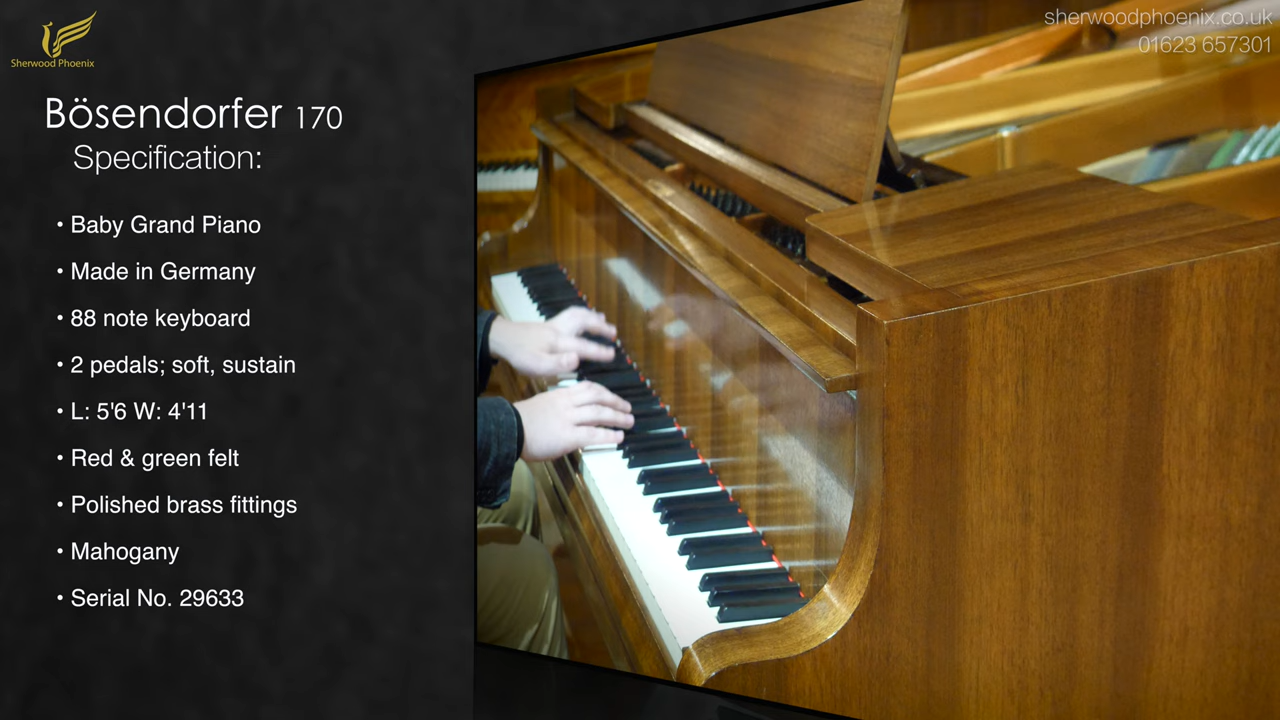 Sherwood Phoenix
sherwoodphoenix.co.uk
01623 657301
Bösendorfer 170
Specification:
• Baby Grand Piano
• Made in Germany
• 88 note keyboard
• 2 pedals; soft, sustain
• L: 5'6 W: 4'11
• Red & green felt
• Polished brass fittings
• Mahogany
• Serial No. 29633